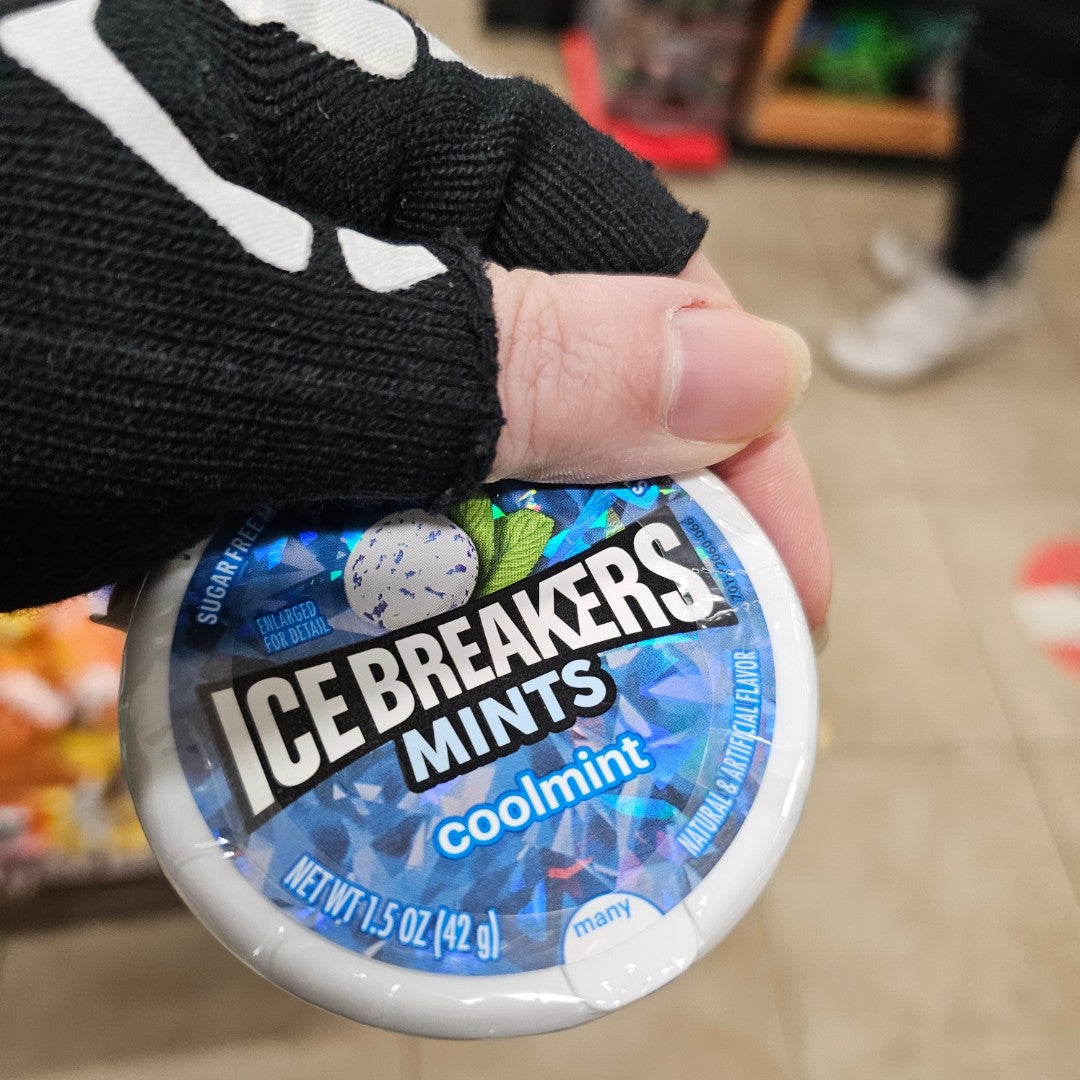 SUGAR FREE
ENLARGED
FOR DETAIL
ICE BREAKERS
MINTS
coolmint
NATURAL & ARTIFICIAL FLAVOR
NET WT 1.5 OZ (42 g)
many